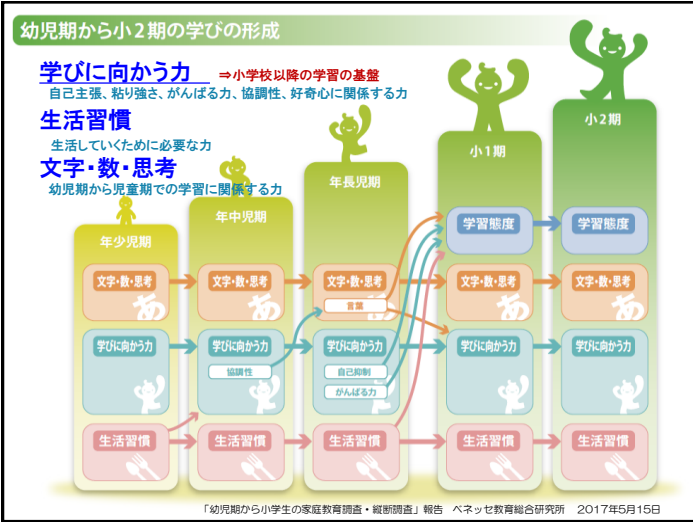 幼児期から小2期の学びの形成
学びに向かう力 ⇒小学校以降の学習の基盤
自己主張、粘り強さ、がんばる力、協調性、好奇心に関係する力
生活習慣
生活していくために必要な力
文字・数・思考
幼児期から児童期での学習に関係する力
年少児期
年中児期
年長児期
小1期
小2期
学習態度 学習態度
文字・数・思考 文字・数・思考 文字・数・思考 文字・数・思考 文字・数・思考
あ あ あ あ あ
言葉
学びに向かう力 学びに向かう力 学びに向かう力 学びに向かう力 学びに向かう力
協調性 自己抑制
がんばる力
生活習慣 生活習慣 生活習慣 生活習慣 生活習慣
「幼児期から小学生の家庭教育調査・縦断調査」報告 ベネッセ教育総合研究所 2017年5月15日